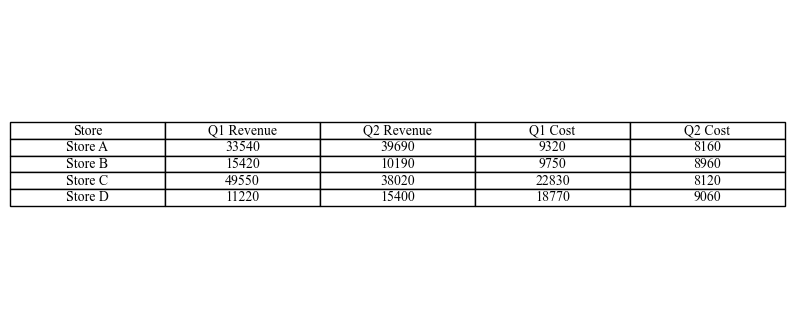 Store Q1 Revenue Q2 Revenue Q1 Cost Q2 Cost
Store A 33540 39690 9320 8160
Store B 15420 10190 9750 8960
Store C 49550 38020 22830 8120
Store D 11220 15400 18770 9060